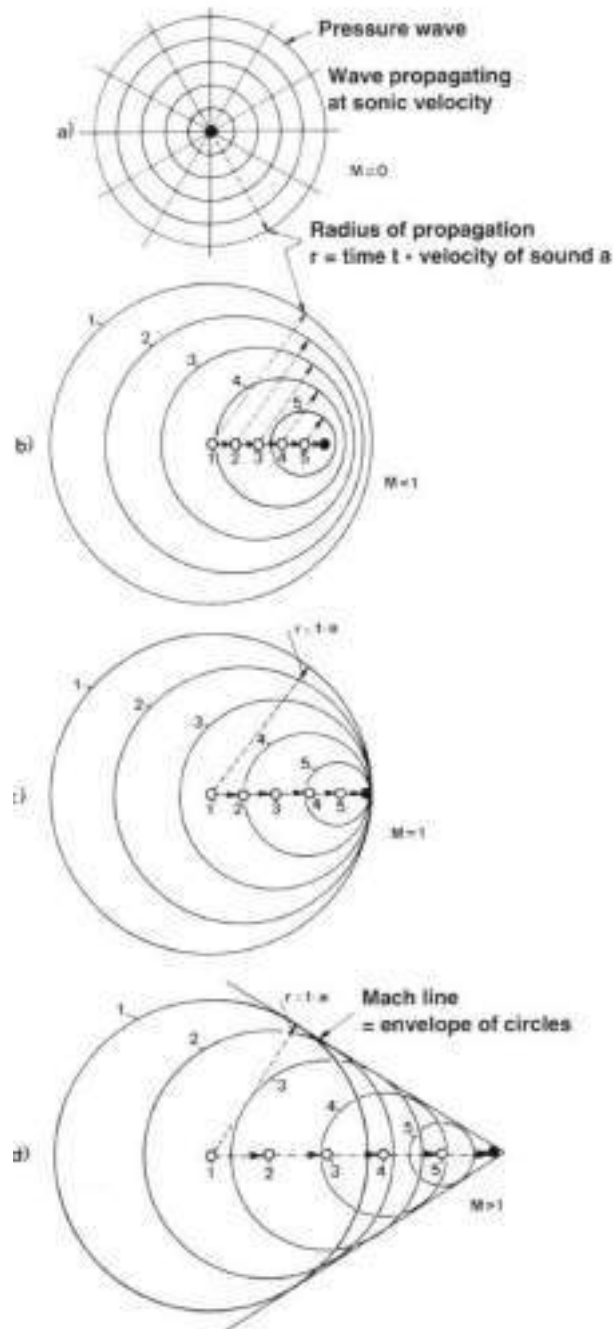 Pressure wave
Wave propagating
at sonic velocity
a)
M=0
Radius of propagation
r = time t • velocity of sound a
1
2
3
4
5
b)
1 2 3 4 5
M<1
r = t·a
1
2
3
4
5
1 2 3 4 5
M=1
Mach line
= envelope of circles
r = t·a
1
2
3
4
5
d)
1 2 3 4 5
M>1